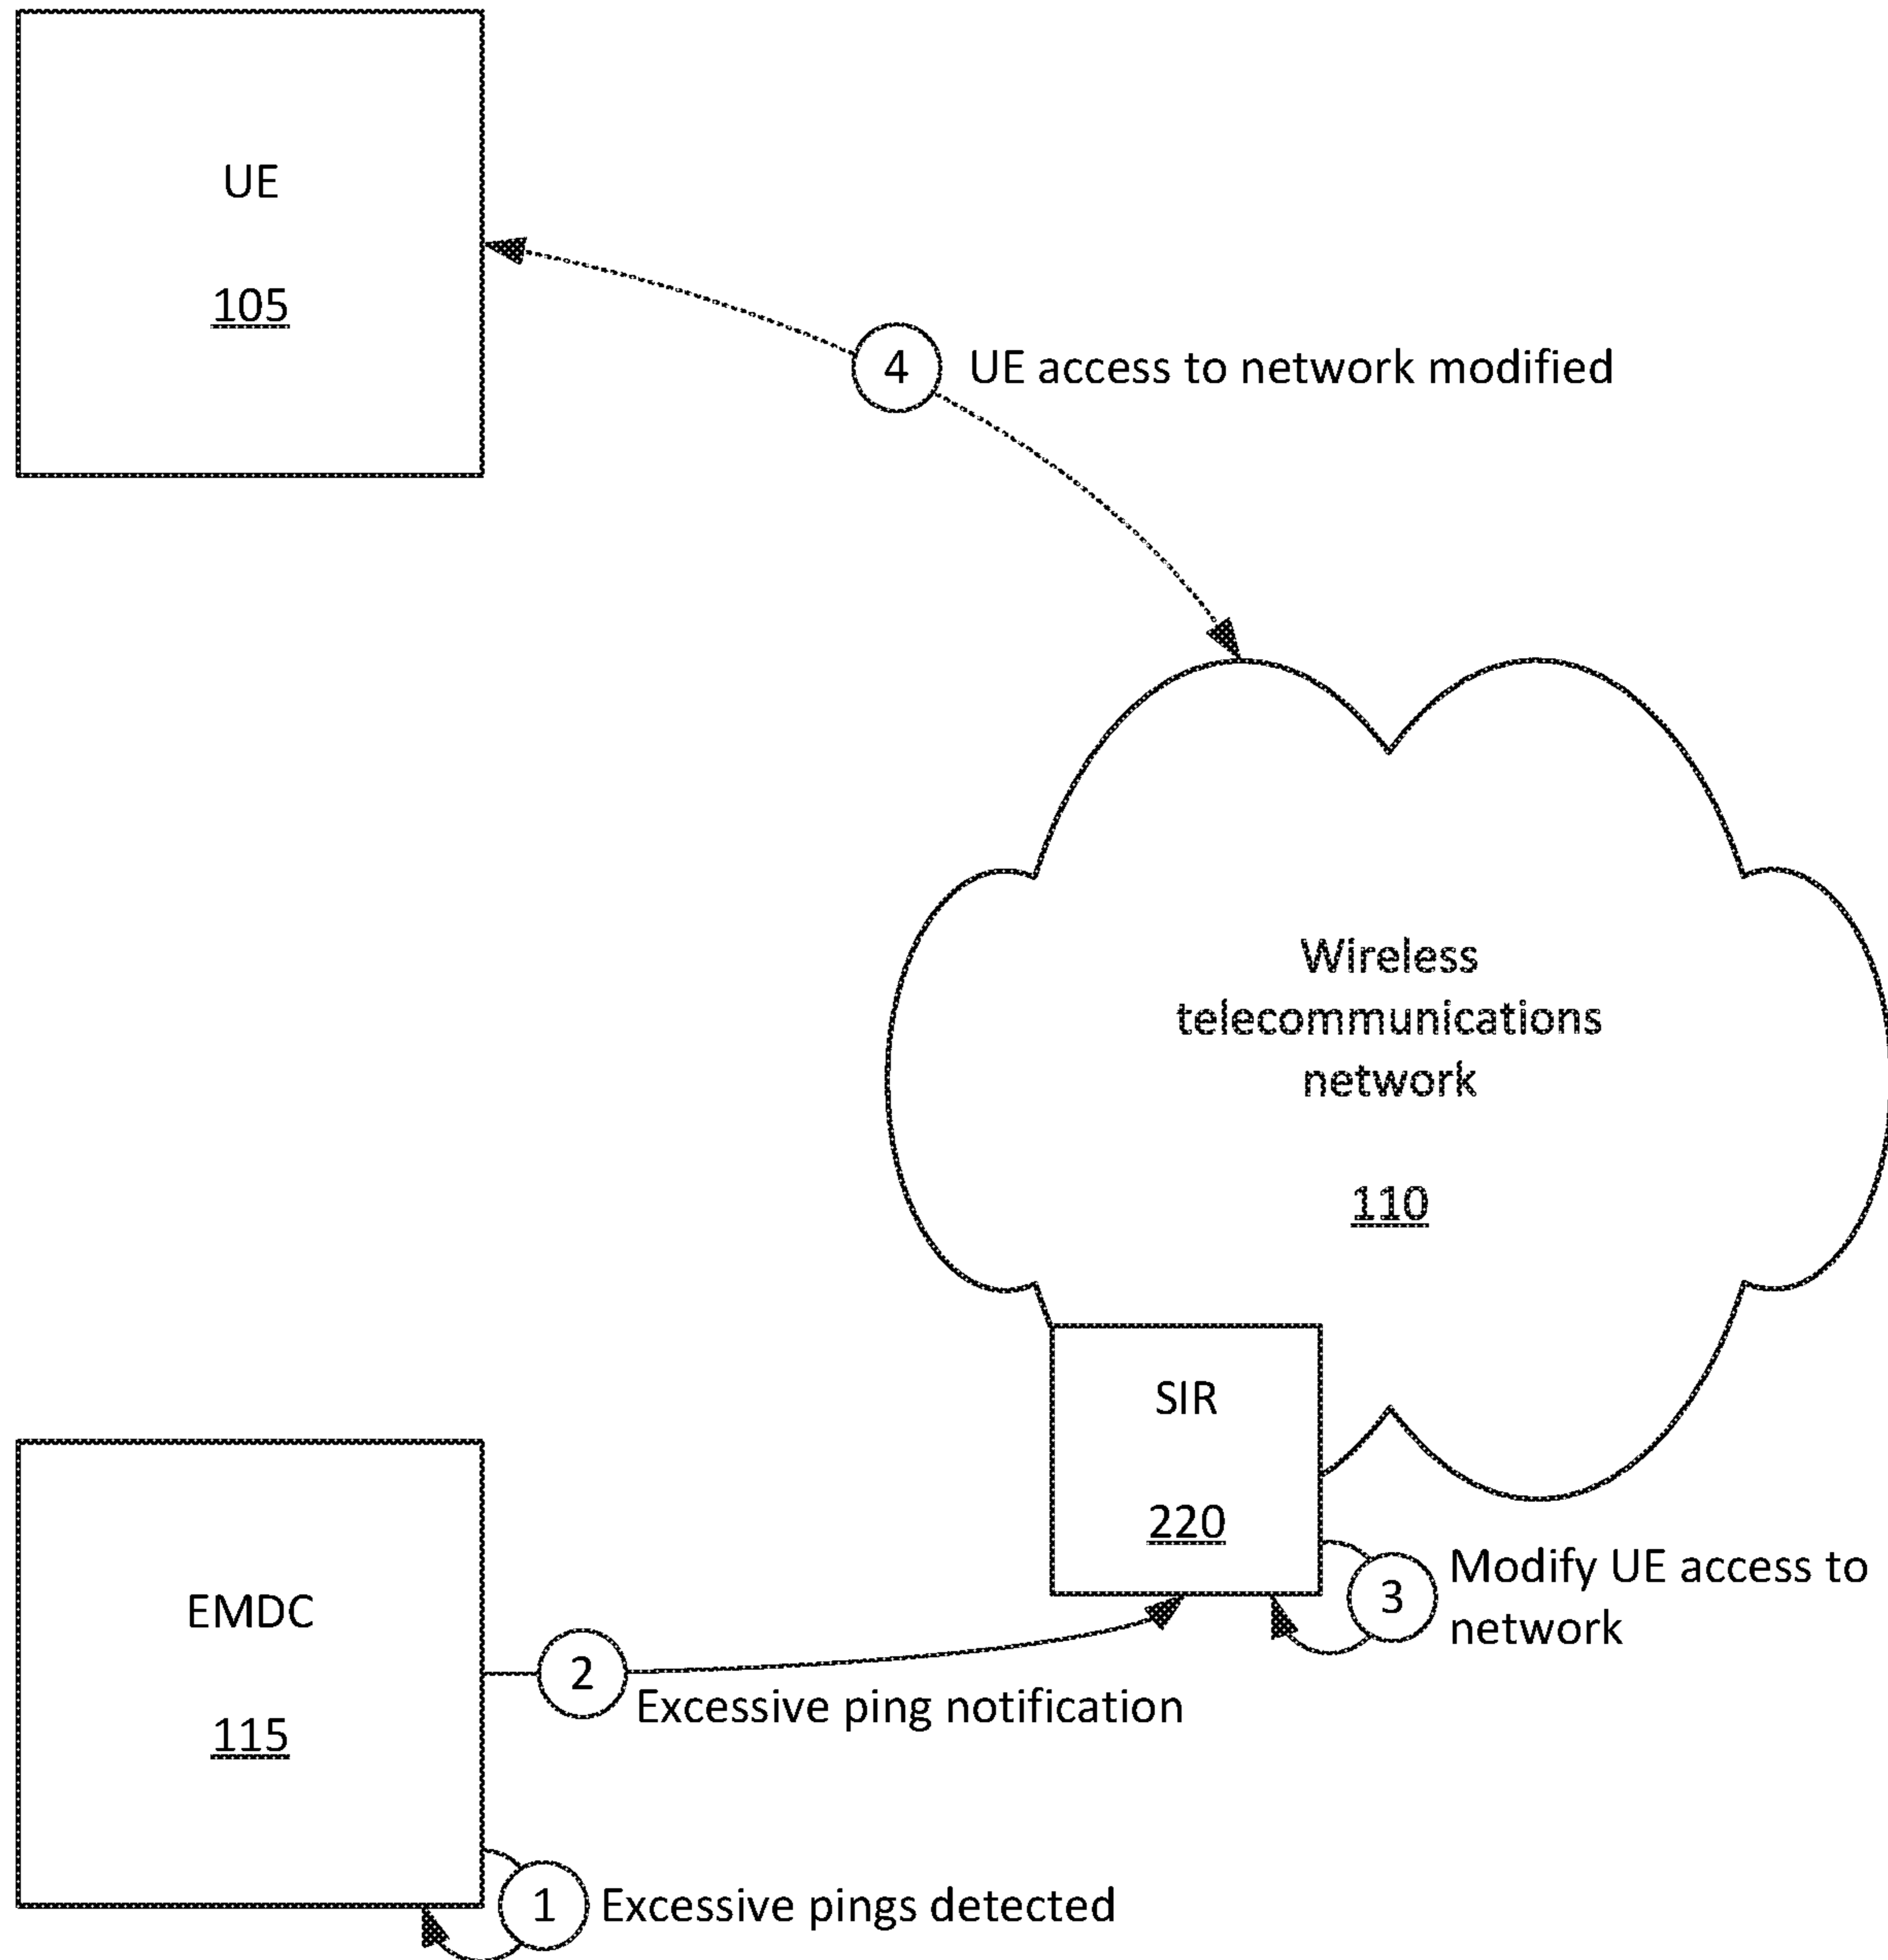 UE
105
4
UE access to network modified
Wireless
telecommunications
network
110
SIR
220
3
Modify UE access to
network
EMDC
115
2
Excessive ping notification
1
Excessive pings detected